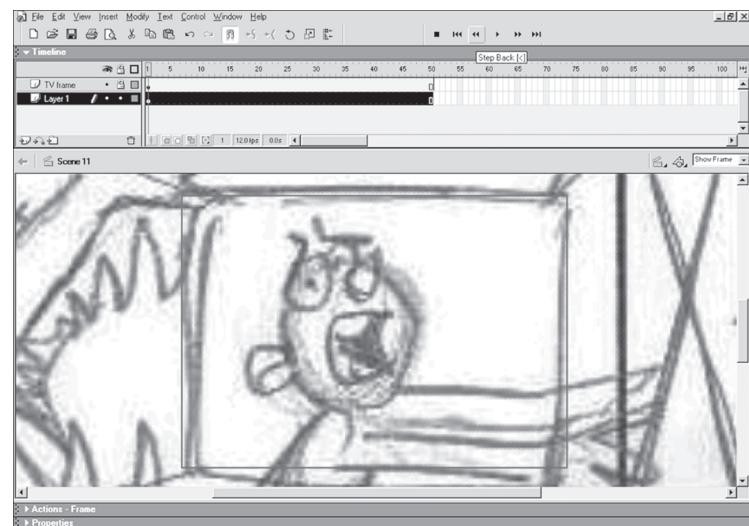 File Edit View Insert Modify Text Control Window Help
Step Back (<)
Timeline
1 5 10 15 20 25 30 35 40 45 50 55 60 65 70 75 80 85 90 95 100
TV frame
Layer 1
1 12.0 fps 0.0s
Scene 11
Show Frame
Actions - Frame
Properties